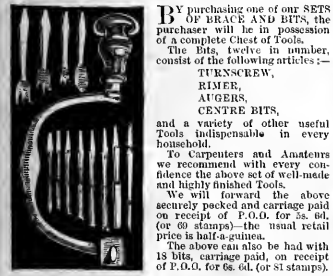 BY purchasing one of our SETS
OF BRACE AND BITS, the
purchaser will be in possession
of a complete Chest of Tools.
The Bits, twelve in number,
consist of the following articles :—
TURNSCREW,
RIMER,
AUGERS,
CENTRE BITS,
and a variety of other useful
Tools indispensable in every
household.
To Carpenters and Amateurs
we recommend with every con-
fidence the above set of well-made
and highly finished Tools.
We will forward the above
securely packed and carriage paid
on receipt of P.O.O. for 5s. 6d.
(or 69 stamps)—the usual retail
price is half-a-guinea.
The above can also be had with
18 bits, carriage paid, on receipt
of P.O.O. for 6s. 6d. (or 81 stamps).